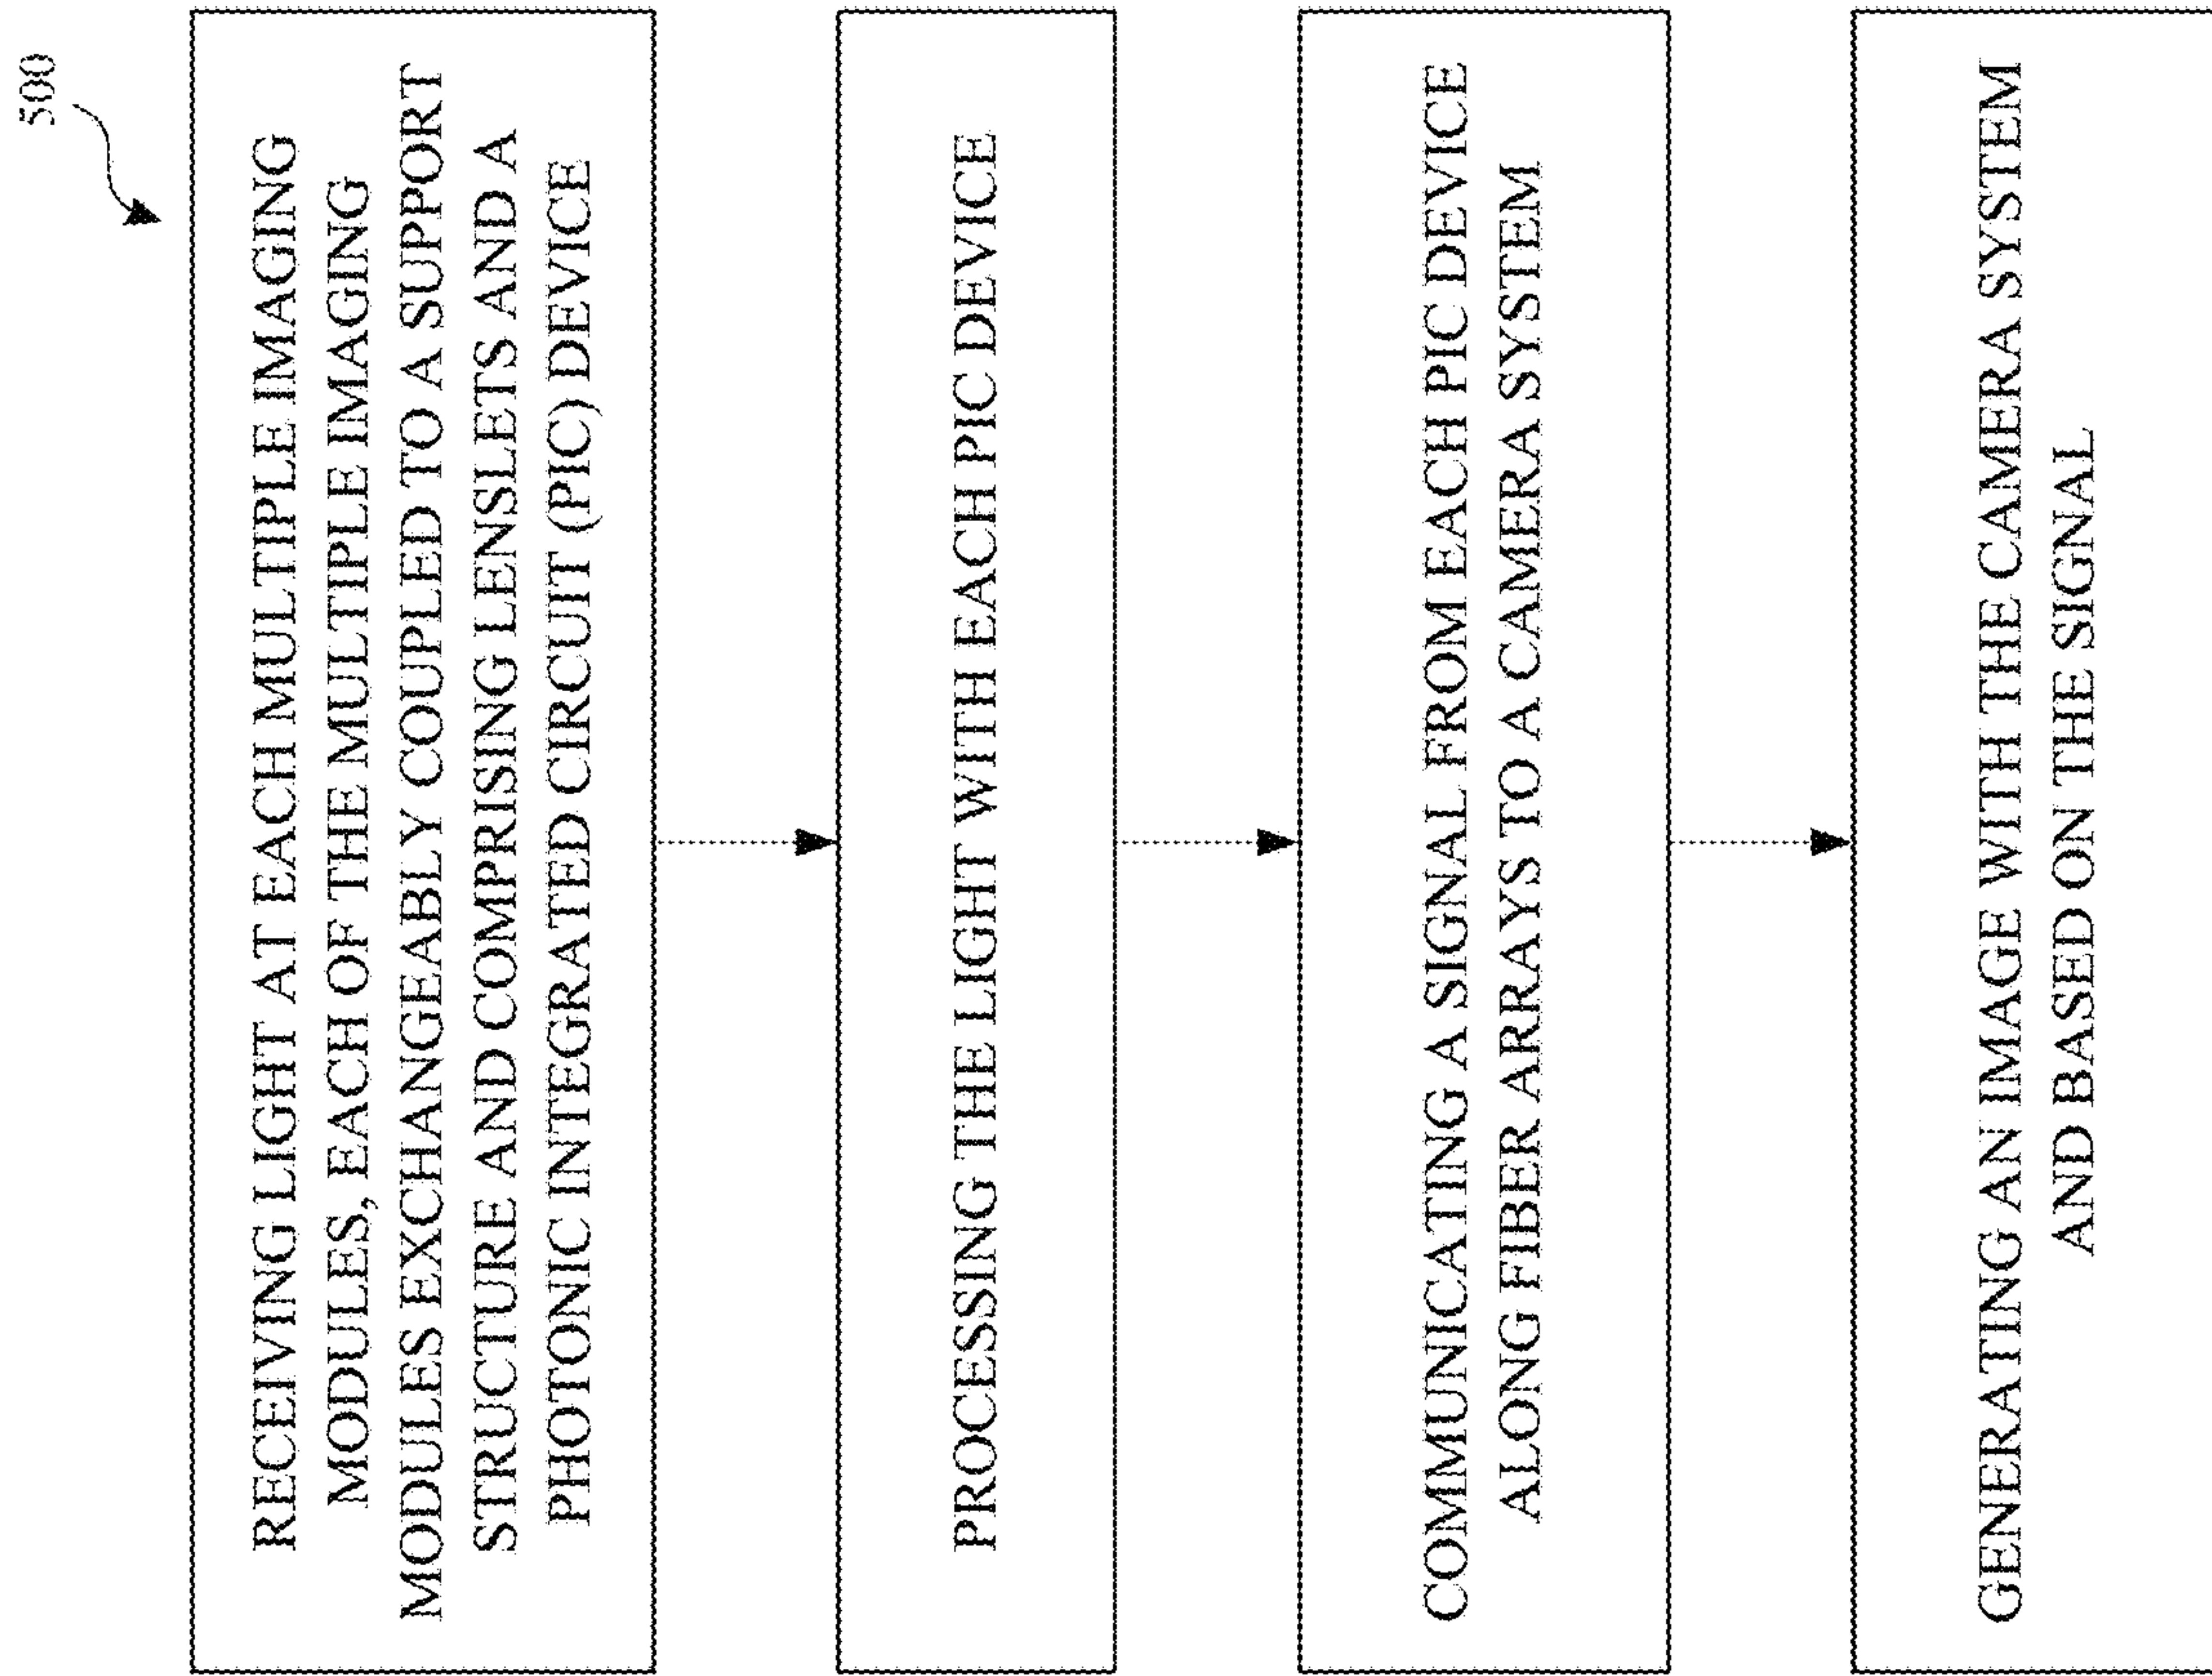 500
RECEIVING LIGHT AT EACH MULTIPLE IMAGING
MODULES, EACH OF THE MULTIPLE IMAGING
MODULES EXCHANGEABLY COUPLED TO A SUPPORT
STRUCTURE AND COMPRISING LENSLETS AND A
PHOTONIC INTEGRATED CIRCUIT (PIC) DEVICE
PROCESSING THE LIGHT WITH EACH PIC DEVICE
COMMUNICATING A SIGNAL FROM EACH PIC DEVICE
ALONG FIBER ARRAYS TO A CAMERA SYSTEM
GENERATING AN IMAGE WITH THE CAMERA SYSTEM
AND BASED ON THE SIGNAL